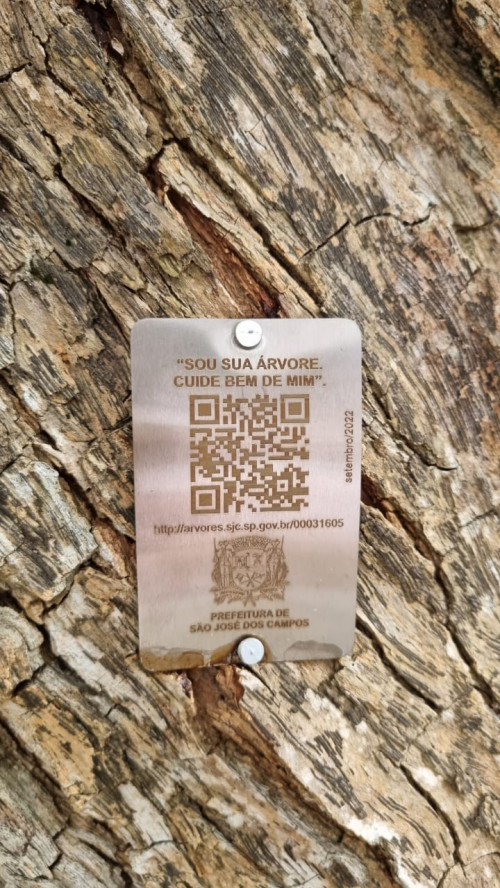 “SOU SUA ÁRVORE.
CUIDE BEM DE MIM”.
setembro/2022
http://arvores.sjc.sp.gov.br/00031605
PREFEITURA DE
SÃO JOSÉ DOS CAMPOS